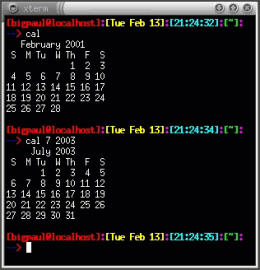 xterm
[bigpaul@localhost]:[Tue Feb 13]:[21:24:32]:[~]:
--> cal
   February 2001
 S  M Tu  W Th  F  S
             1  2  3
 4  5  6  7  8  9 10
11 12 13 14 15 16 17
18 19 20 21 22 23 24
25 26 27 28
[bigpaul@localhost]:[Tue Feb 13]:[21:24:34]:[~]:
--> cal 7 2003
     July 2003
 S  M Tu  W Th  F  S
       1  2  3  4  5
 6  7  8  9 10 11 12
13 14 15 16 17 18 19
20 21 22 23 24 25 26
27 28 29 30 31
[bigpaul@localhost]:[Tue Feb 13]:[21:24:35]:[~]:
-->